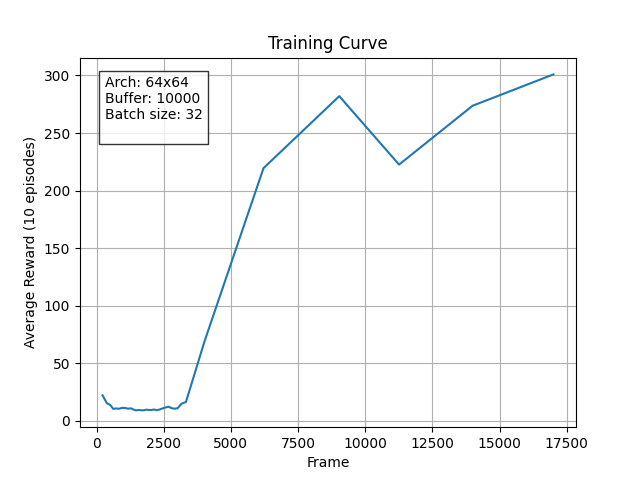 Training Curve
Arch: 64x64
Buffer: 10000
Batch size: 32
Average Reward (10 episodes)
300
250
200
150
100
50
0
0 2500 5000 7500 10000 12500 15000 17500
Frame